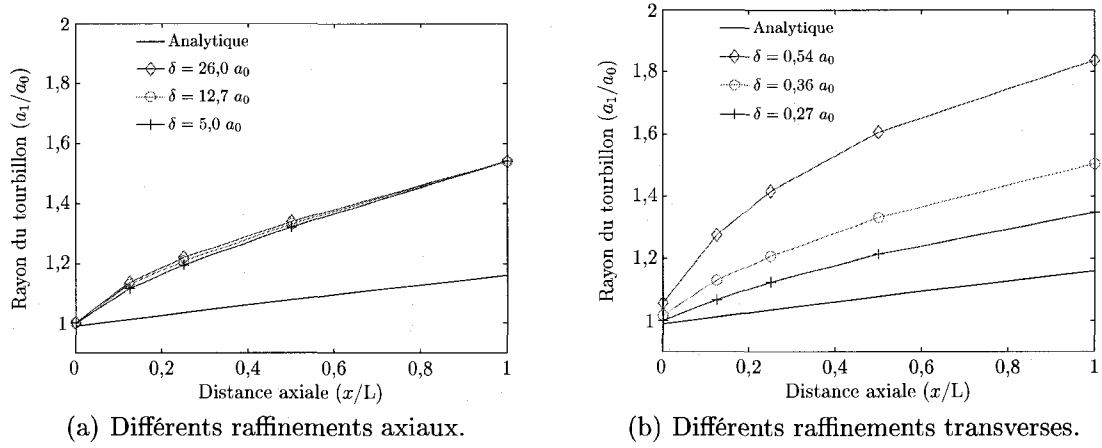 2
1,8
1,6
1,4
1,2
1
0
0,2
0,4
0,6
0,8
1
Rayon du tourbillon (a₁/a₀)
Distance axiale (x/L)
Analytique
δ = 26,0 a₀
δ = 12,7 a₀
δ = 5,0 a₀
(a) Différents raffinements axiaux.
2
1,8
1,6
1,4
1,2
1
0
0,2
0,4
0,6
0,8
1
Rayon du tourbillon (a₁/a₀)
Distance axiale (x/L)
Analytique
δ = 0,54 a₀
δ = 0,36 a₀
δ = 0,27 a₀
(b) Différents raffinements transverses.